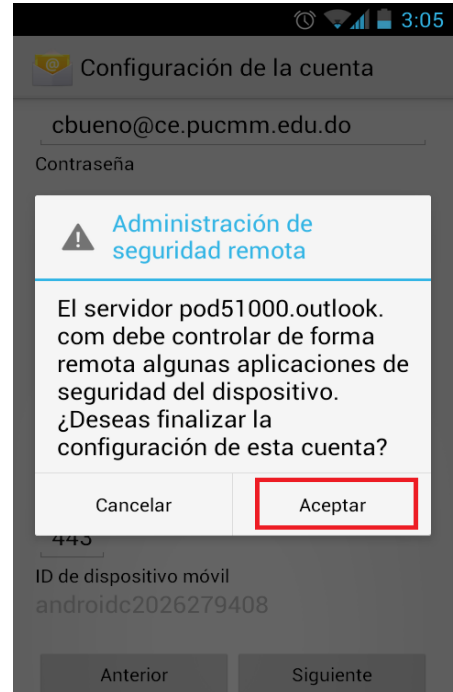 3:05
Configuración de la cuenta
cbueno@ce.pucmm.edu.do
Contraseña
Administración de
seguridad remota
El servidor pod51000.outlook.
com debe controlar de forma
remota algunas aplicaciones de
seguridad del dispositivo.
¿Deseas finalizar la
configuración de esta cuenta?
Cancelar Aceptar
443
ID de dispositivo móvil
androidc2026279408
Anterior Siguiente